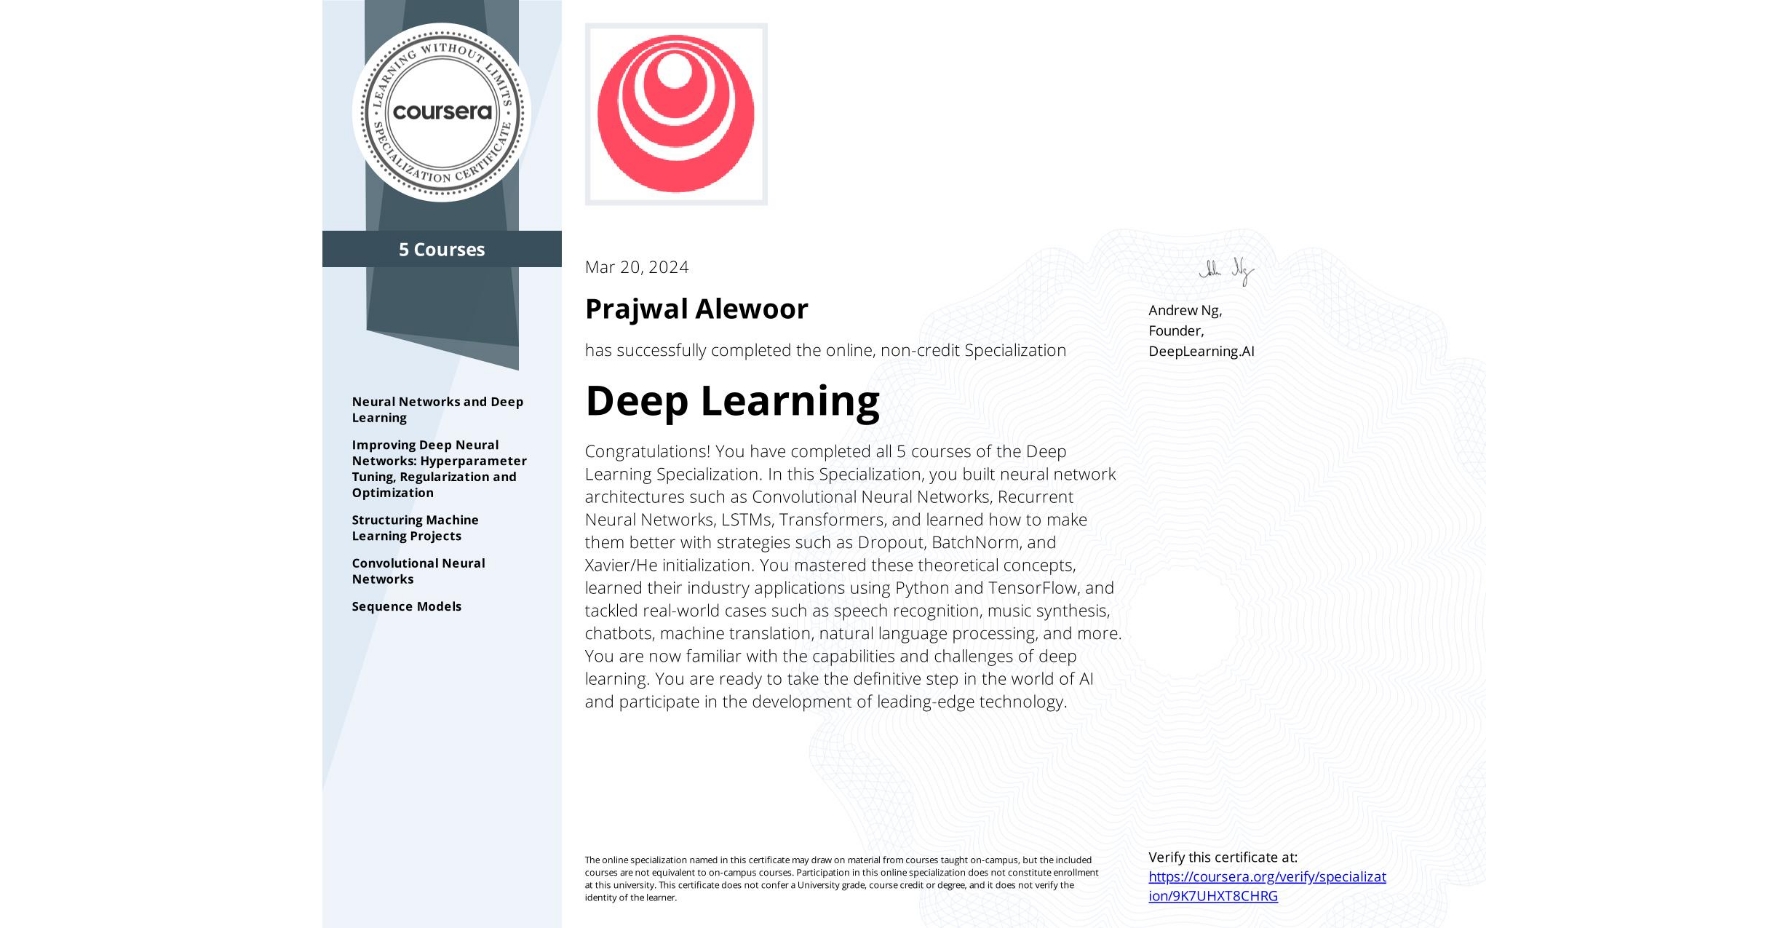 LEARNING WITHOUT LIMITS
coursera
SPECIALIZATION CERTIFICATE
5 Courses
Neural Networks and Deep
Learning
Improving Deep Neural
Networks: Hyperparameter
Tuning, Regularization and
Optimization
Structuring Machine
Learning Projects
Convolutional Neural
Networks
Sequence Models
Mar 20, 2024
Prajwal Alewoor
has successfully completed the online, non-credit Specialization
Deep Learning
Congratulations! You have completed all 5 courses of the Deep
Learning Specialization. In this Specialization, you built neural network
architectures such as Convolutional Neural Networks, Recurrent
Neural Networks, LSTMs, Transformers, and learned how to make
them better with strategies such as Dropout, BatchNorm, and
Xavier/He initialization. You mastered these theoretical concepts,
learned their industry applications using Python and TensorFlow, and
tackled real-world cases such as speech recognition, music synthesis,
chatbots, machine translation, natural language processing, and more.
You are now familiar with the capabilities and challenges of deep
learning. You are ready to take the definitive step in the world of AI
and participate in the development of leading-edge technology.
Andrew Ng,
Founder,
DeepLearning.AI
The online specialization named in this certificate may draw on material from courses taught on-campus, but the included
courses are not equivalent to on-campus courses. Participation in this online specialization does not constitute enrollment
at this university. This certificate does not confer a University grade, course credit or degree, and it does not verify the
identity of the learner.
Verify this certificate at:
https://coursera.org/verify/specializat
ion/9K7UHXT8CHRG